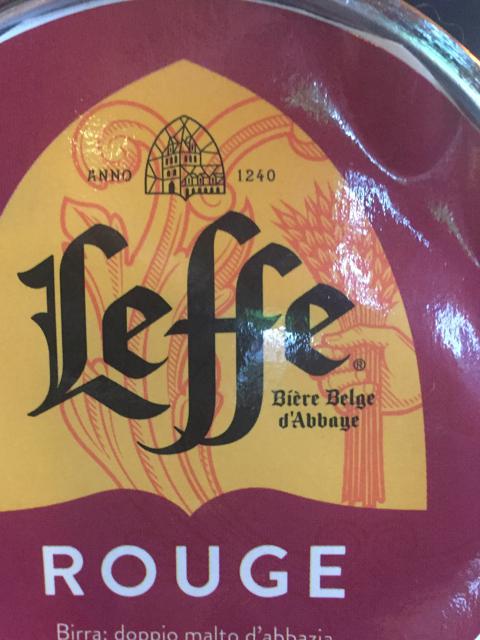 ANNO 1240
Leffe®
Bière Belge
d'Abbaye
ROUGE
Birra: doppio malto d'abbazia